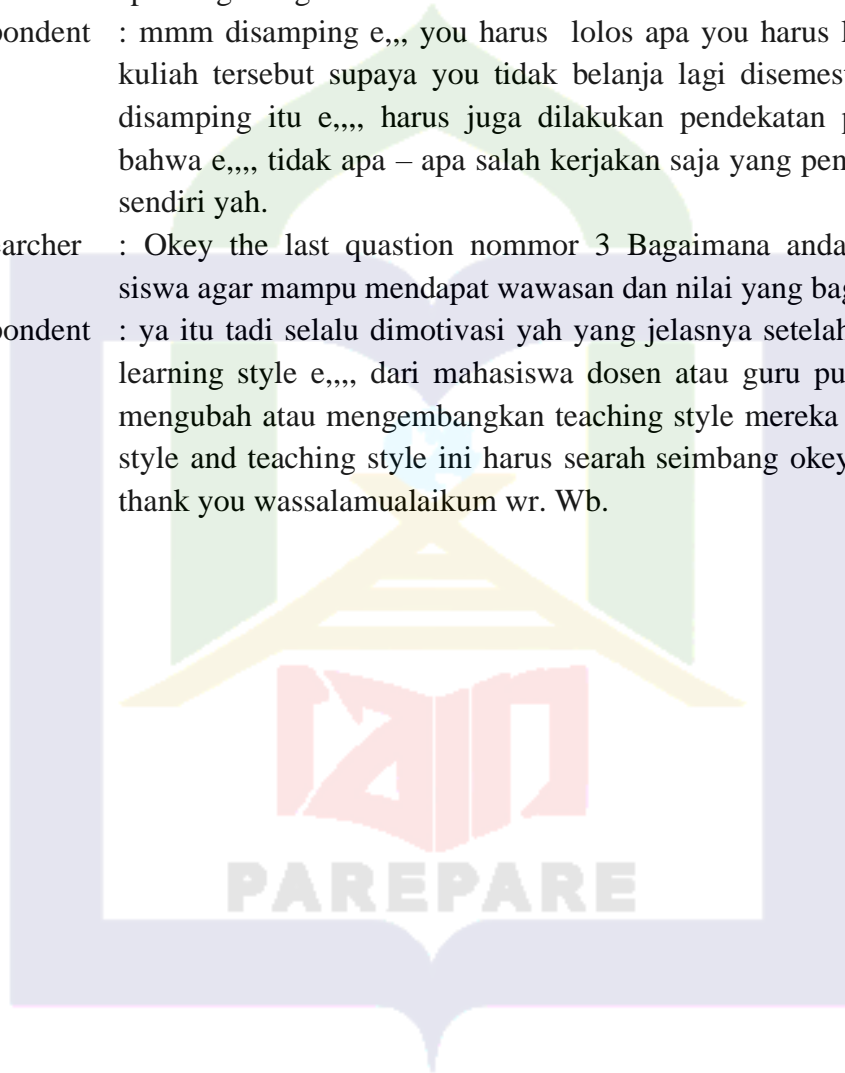 pondent : mmm disamping e,,, you harus lolos apa you harus
kuliah tersebut supaya you tidak belanja lagi disemes
disamping itu e,,,, harus juga dilakukan pendekatan p
bahwa e,,,, tidak apa – apa salah kerjakan saja yang pen
sendiri yah.
earcher : Okey the last quastion nommor 3 Bagaimana anda
siswa agar mampu mendapat wawasan dan nilai yang bag
pondent : ya itu tadi selalu dimotivasi yah yang jelasnya setelah
learning style e,,,, dari mahasiswa dosen atau guru pu
mengubah atau mengembangkan teaching style mereka
style and teaching style ini harus searah seimbang okey
thank you wassalamualaikum wr. Wb.
iain
PAREPARE